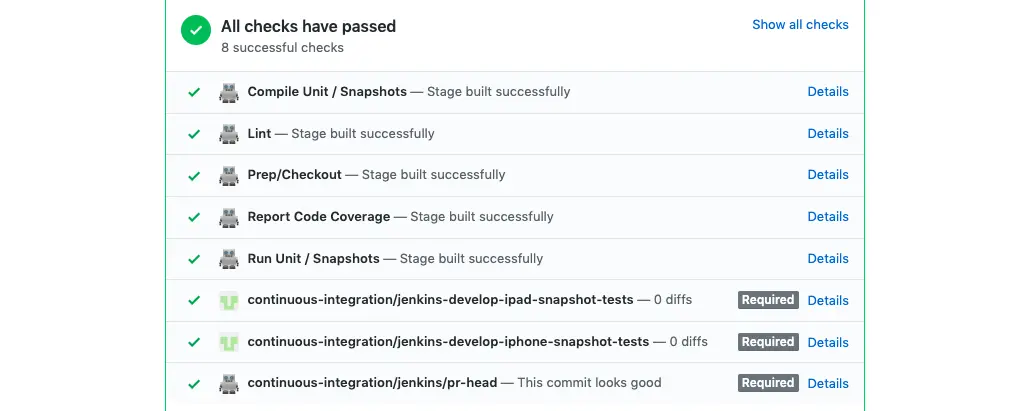 All checks have passed
Show all checks
8 successful checks
Compile Unit / Snapshots — Stage built successfully Details
Lint — Stage built successfully Details
Prep/Checkout — Stage built successfully Details
Report Code Coverage — Stage built successfully Details
Run Unit / Snapshots — Stage built successfully Details
continuous-integration/jenkins-develop-ipad-snapshot-tests — 0 diffs Required Details
continuous-integration/jenkins-develop-iphone-snapshot-tests — 0 diffs Required Details
continuous-integration/jenkins/pr-head — This commit looks good Required Details